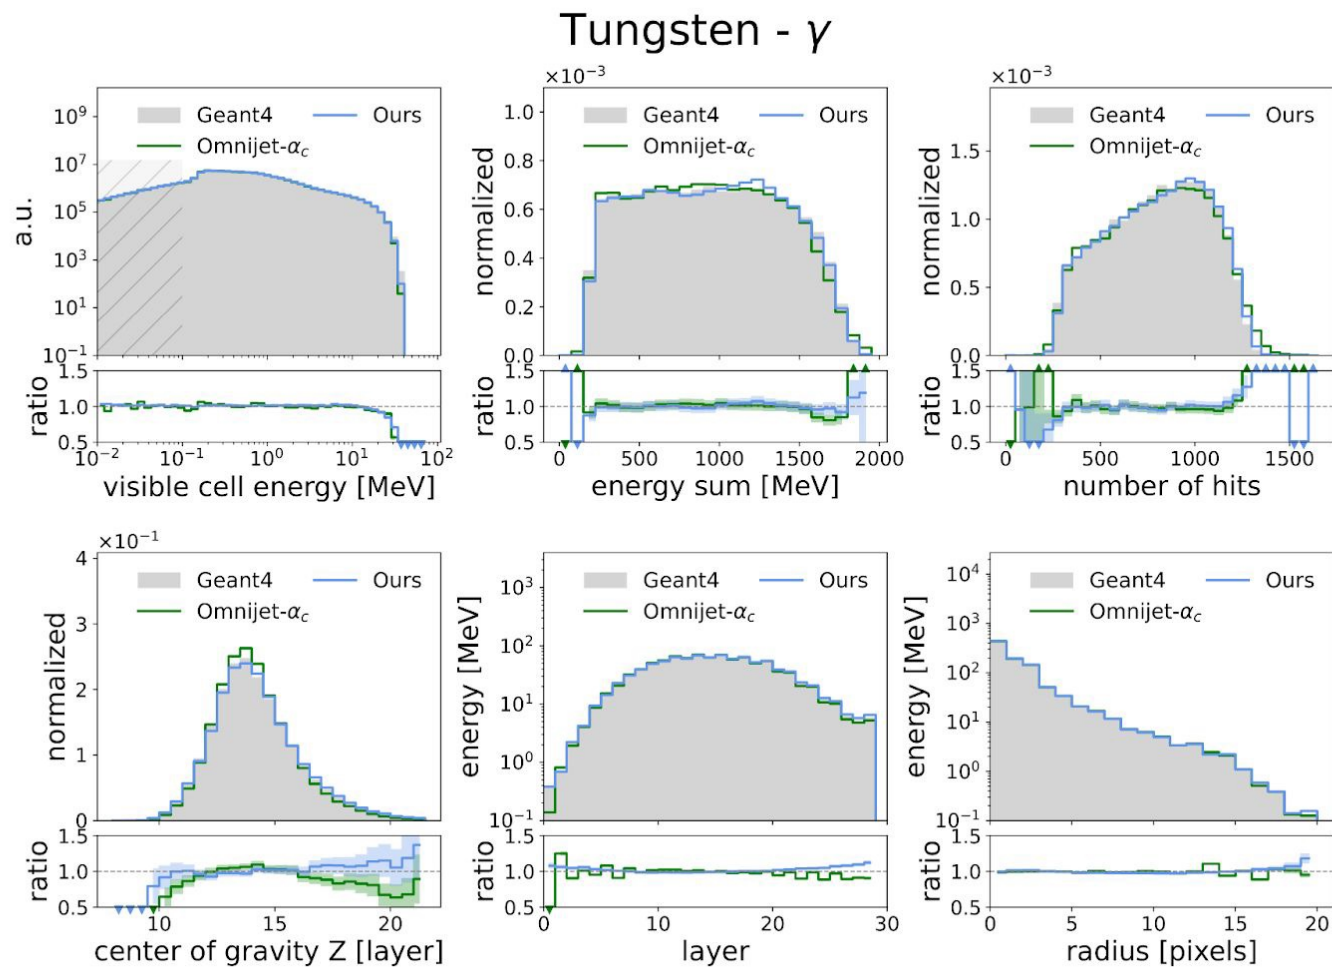 Tungsten - γ
10⁹
10⁷
10⁵
10³
10¹
10⁻¹
a.u.
Geant4
Ours
Omnijet-αc
1.5
1.0
0.5
ratio
10⁻²
10⁻¹
10⁰
10¹
10²
visible cell energy [MeV]
×10⁻³
1.0
0.8
0.6
0.4
0.2
0.0
normalized
Geant4
Ours
Omnijet-αc
1.5
1.0
0.5
ratio
0
500
1000
1500
2000
energy sum [MeV]
×10⁻³
1.5
1.0
0.5
0.0
normalized
Geant4
Ours
Omnijet-αc
1.5
1.0
0.5
ratio
0
500
1000
1500
number of hits
×10⁻¹
4
3
2
1
0
normalized
Geant4
Ours
Omnijet-αc
1.5
1.0
0.5
ratio
10
15
20
center of gravity Z [layer]
10³
10²
10¹
10⁰
10⁻¹
energy [MeV]
Geant4
Ours
Omnijet-αc
1.5
1.0
0.5
ratio
0
10
20
30
layer
10⁴
10³
10²
10¹
10⁰
10⁻¹
energy [MeV]
Geant4
Ours
Omnijet-αc
1.5
1.0
0.5
ratio
0
5
10
15
20
radius [pixels]